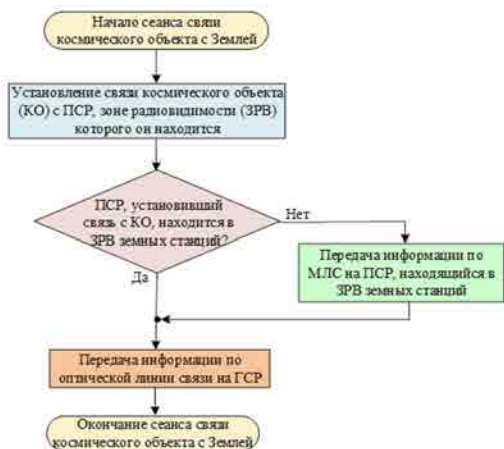 Начало сеанса связи
космического объекта с Землей
Установление связи космического объекта
(КО) с ПСР, зоне радиовидимости (ЗРВ)
которого он находится
ПСР, установивший
связь с КО, находится в
ЗРВ земных станций?
Нет
Да
Передача информации по
МЛС на ПСР, находящийся в
ЗРВ земных станций
Передача информации по
оптической линии связи на ГСР
Окончание сеанса связи
космического объекта с Землей